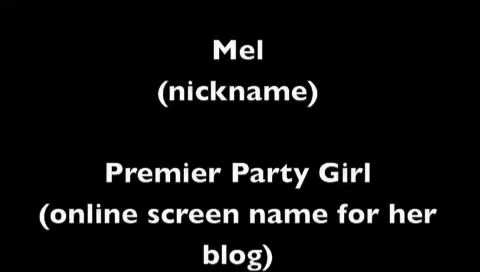 Mel
(nickname)
Premier Party Girl
(online screen name for her
blog)